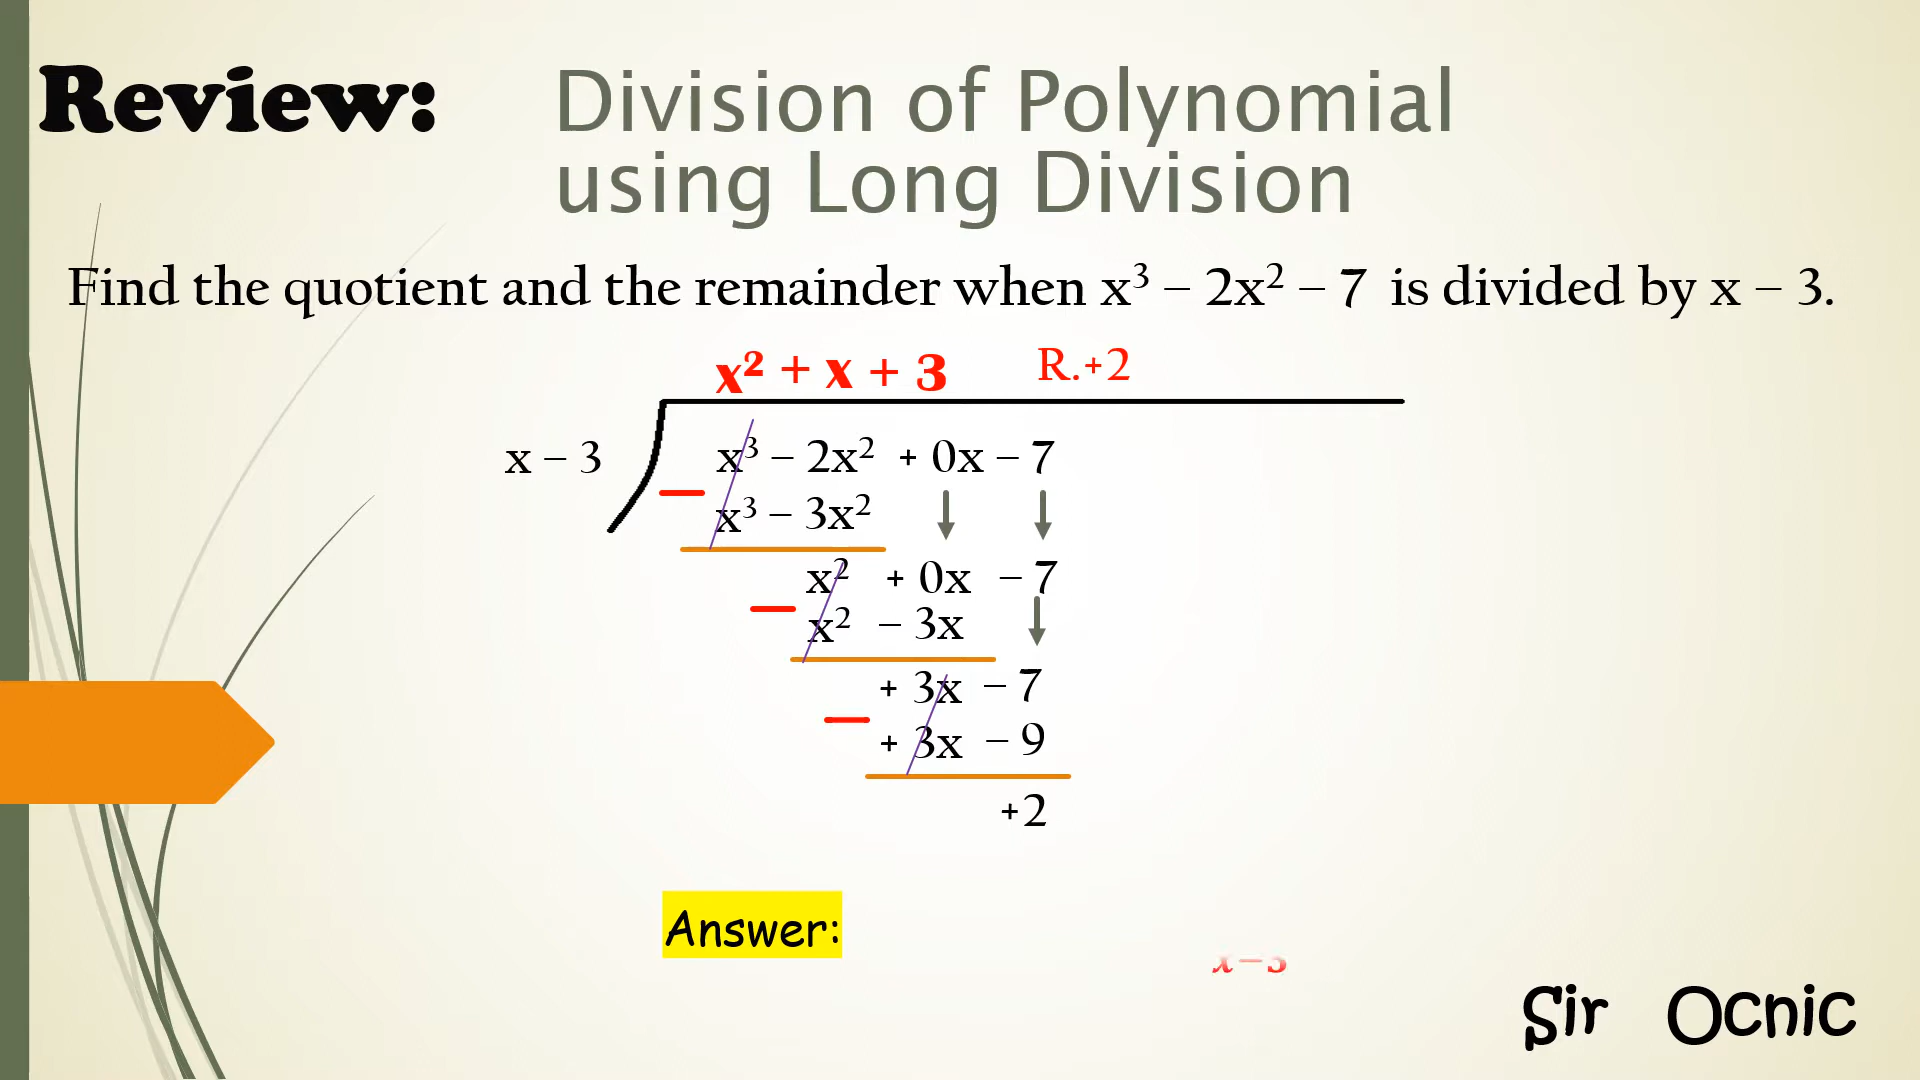 Review:
Division of Polynomial
using Long Division
Find the quotient and the remainder when x³ – 2x² – 7 is divided by x – 3.
x² + x + 3 R.+2
x – 3 x³ – 2x² + 0x – 7
x³ – 3x²
x² + 0x – 7
x² – 3x
+ 3x – 7
+ 3x – 9
+2
Answer:
x – 3
Sir Ocnic